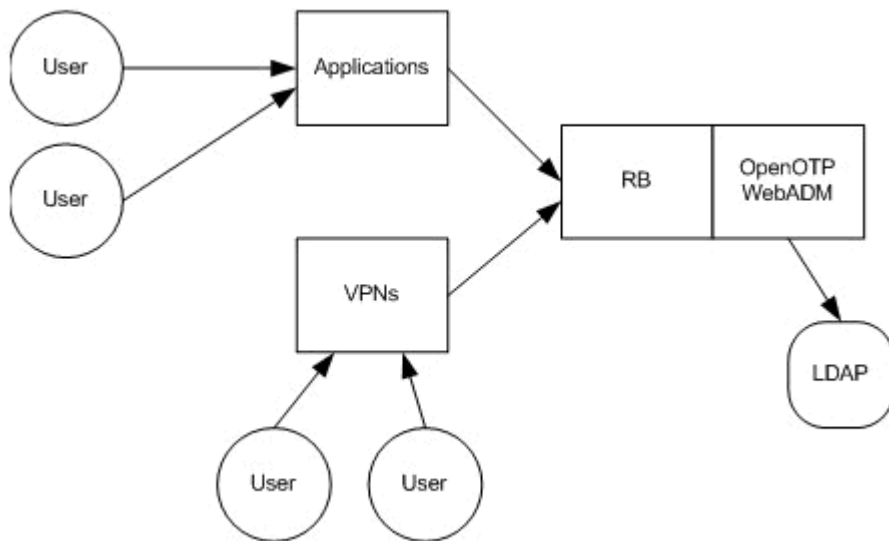 User
Applications
User
RB
OpenOTP
WebADM
VPNs
LDAP
User
User